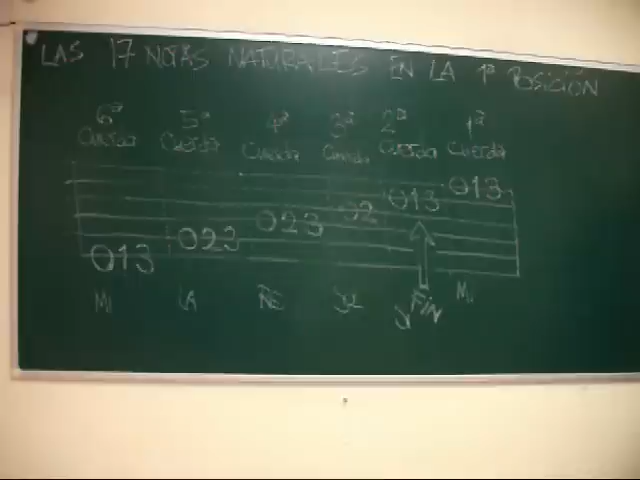 LAS 17 NOTAS NATURALES EN LA 1ª POSICIÓN
6ª 5ª 4ª 3ª 2ª 1ª
Cuerda Cuerda Cuerda Cuerda Cuerda Cuerda
013 023 023 02 013 013
MI LA RE SOL SI MI
FIN